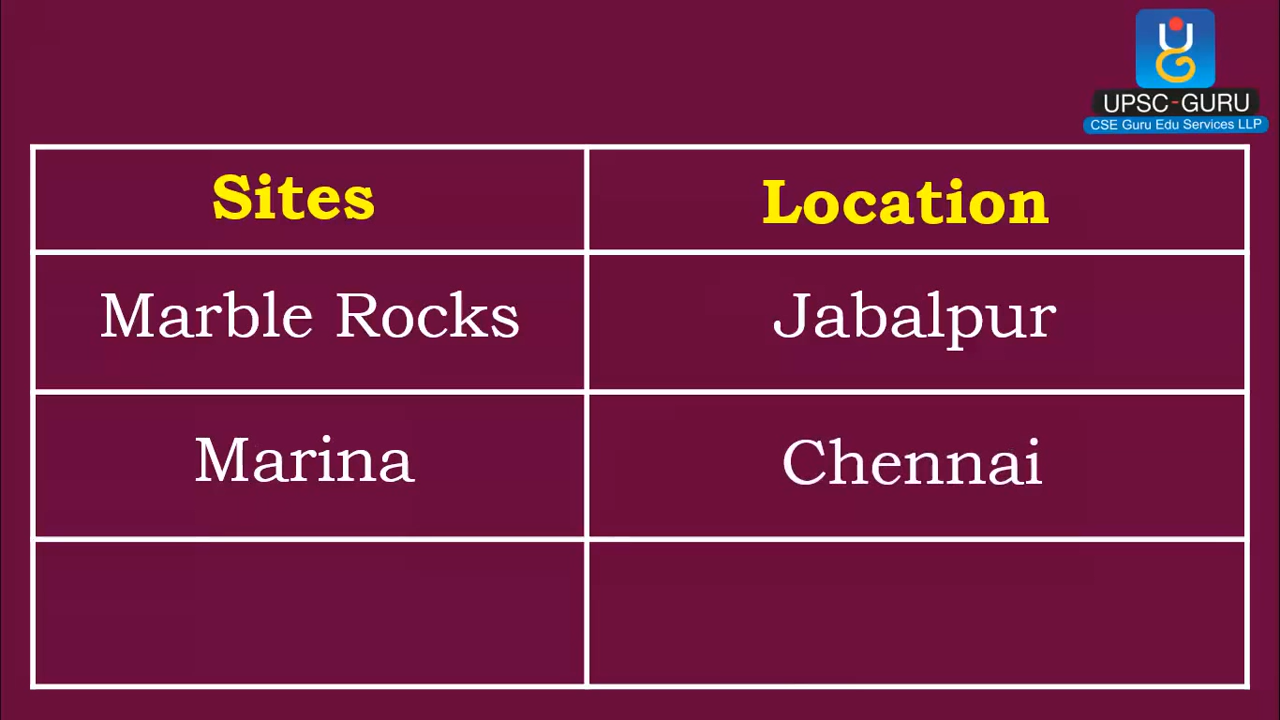 UPSC-GURU
CSE Guru Edu Services LLP
Sites Location
Marble Rocks Jabalpur
Marina Chennai